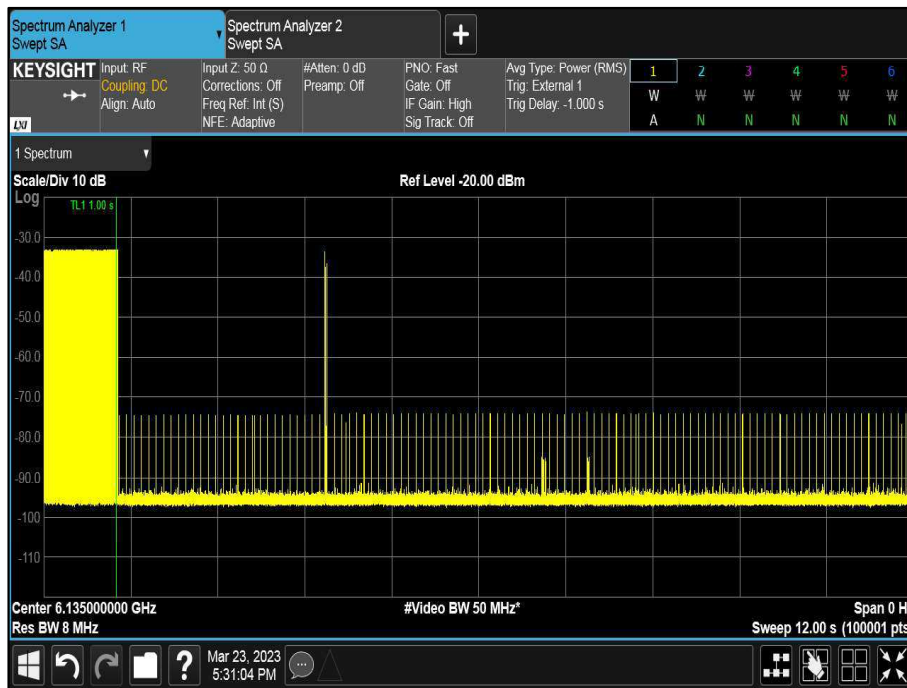 Spectrum Analyzer 1
Swept SA
Spectrum Analyzer 2
Swept SA
+
KEYSIGHT
LXI
Input: RF
Coupling: DC
Align: Auto
Input Z: 50 Ω
Corrections: Off
Freq Ref: Int (S)
NFE: Adaptive
#Atten: 0 dB
Preamp: Off
PNO: Fast
Gate: Off
IF Gain: High
Sig Track: Off
Avg Type: Power (RMS)
Trig: External 1
Trig Delay: -1.000 s
1 2 3 4 5 6
W W W W W W
A N N N N N
1 Spectrum
Scale/Div 10 dB
Ref Level -20.00 dBm
Log
TL1 1.00 s
-30.0
-40.0
-50.0
-60.0
-70.0
-80.0
-90.0
-100
-110
Center 6.135000000 GHz
#Video BW 50 MHz*
Span 0 H
Res BW 8 MHz
Sweep 12.00 s (100001 pts
?
Mar 23, 2023
5:31:04 PM